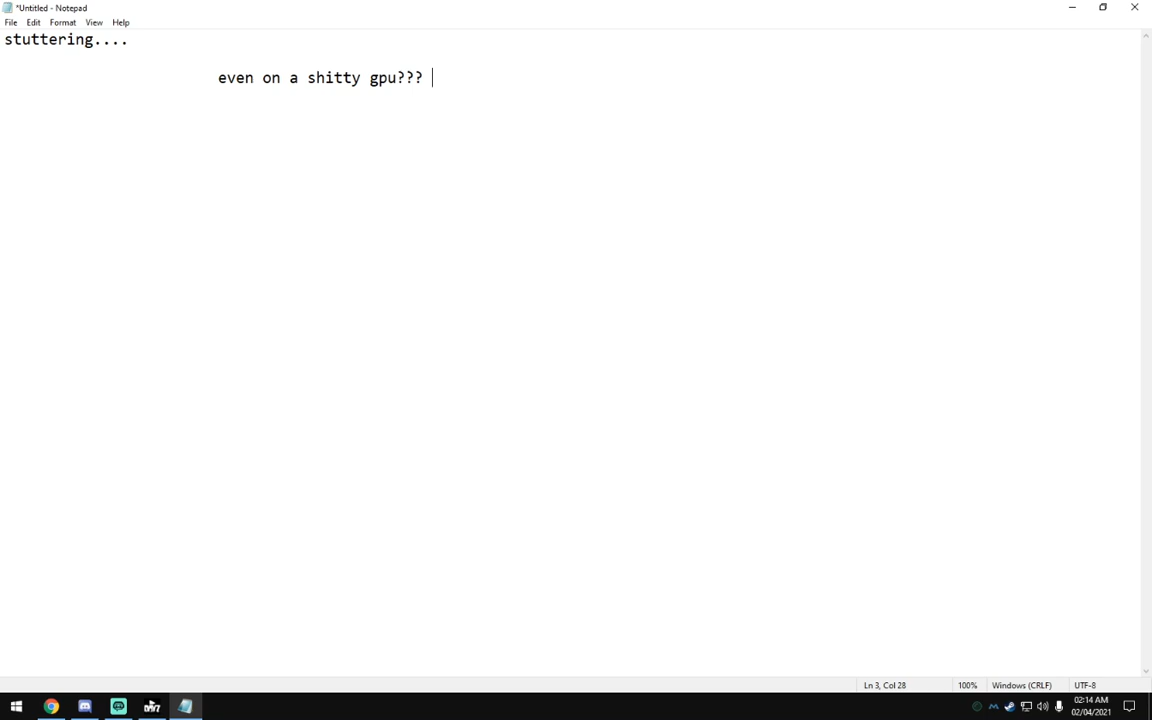 *Untitled - Notepad
File Edit Format View Help
stuttering....
even on a shitty gpu???
Ln 3, Col 28 100% Windows (CRLF) UTF-8
02:14 AM
02/04/2021